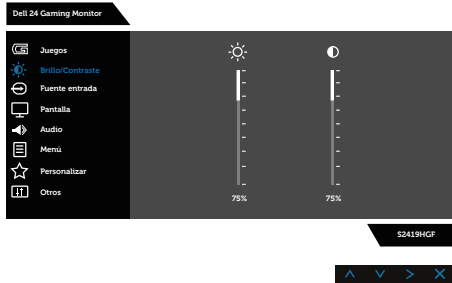 Dell 24 Gaming Monitor
Juegos
Brillo/Contraste
Fuente entrada
Pantalla
Audio
Menú
Personalizar
Otros
75%
75%
S2419HGF